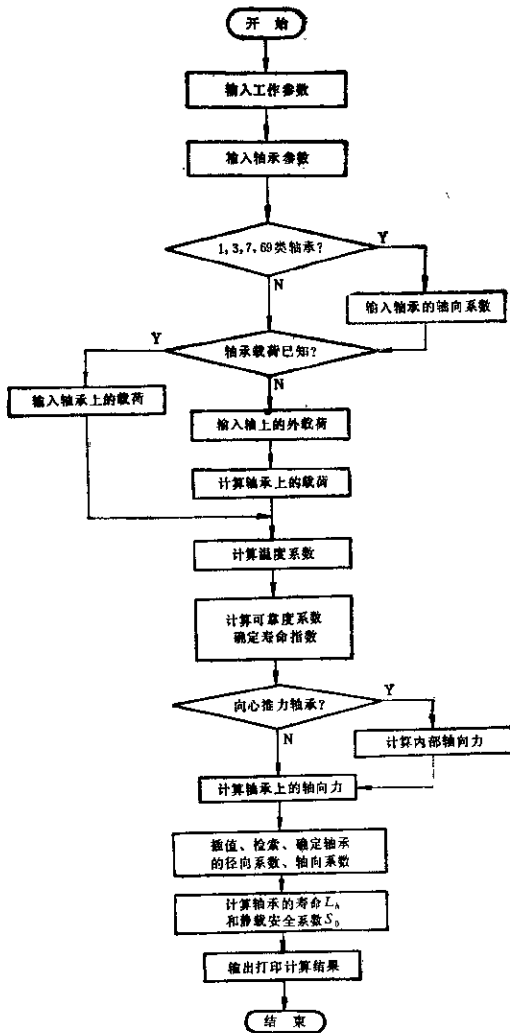 开 始
输入工作参数
输入轴承参数
1,3,7,69类轴承?
Y
N
输入轴承的轴向系数
轴承载荷已知?
Y
N
输入轴承上的载荷
输入轴上的外载荷
计算轴承上的载荷
计算温度系数
计算可靠度系数
确定寿命指数
向心推力轴承?
Y
N
计算内部轴向力
计算轴承上的轴向力
插值、检索、确定轴承
的径向系数、轴向系数
计算轴承的寿命Lh
和静载安全系数S0
输出打印计算结果
结 束